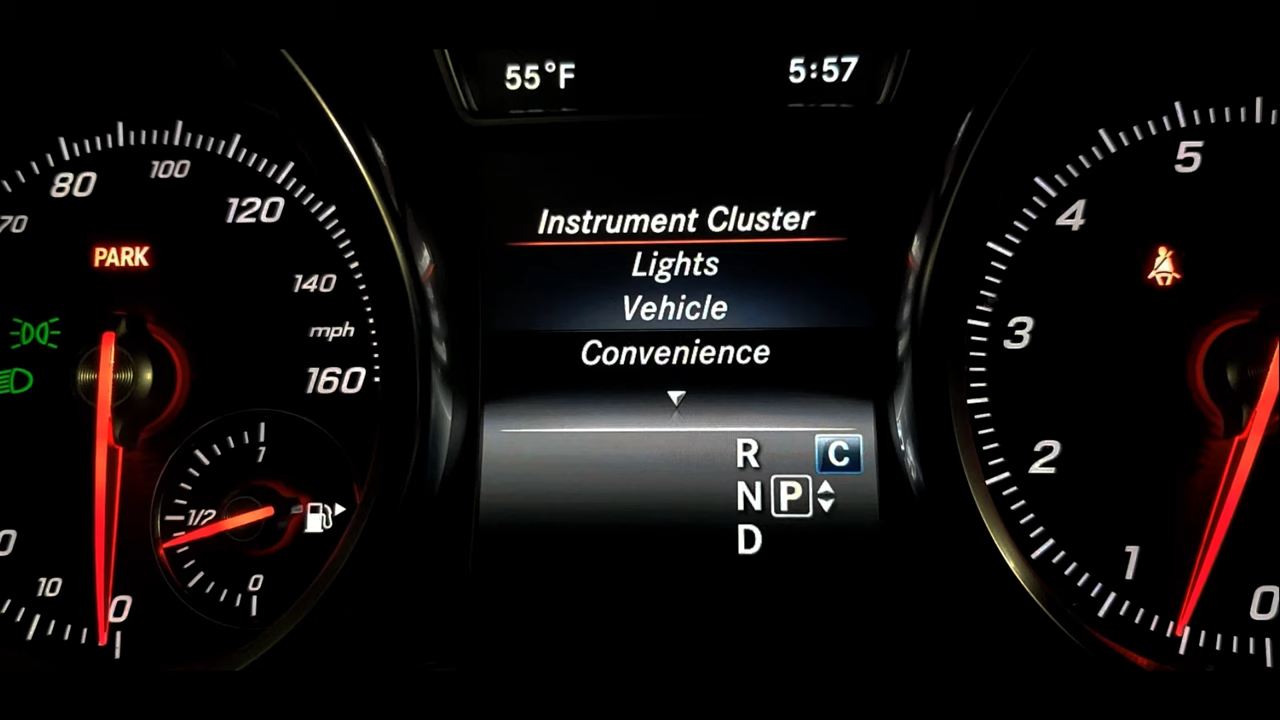 55°F 5:57
70 80 100 120 140 mph 160
PARK
10 0
1 1/2 0
Instrument Cluster
Lights
Vehicle
Convenience
R C
N P
D
5
4
3
2
1
0